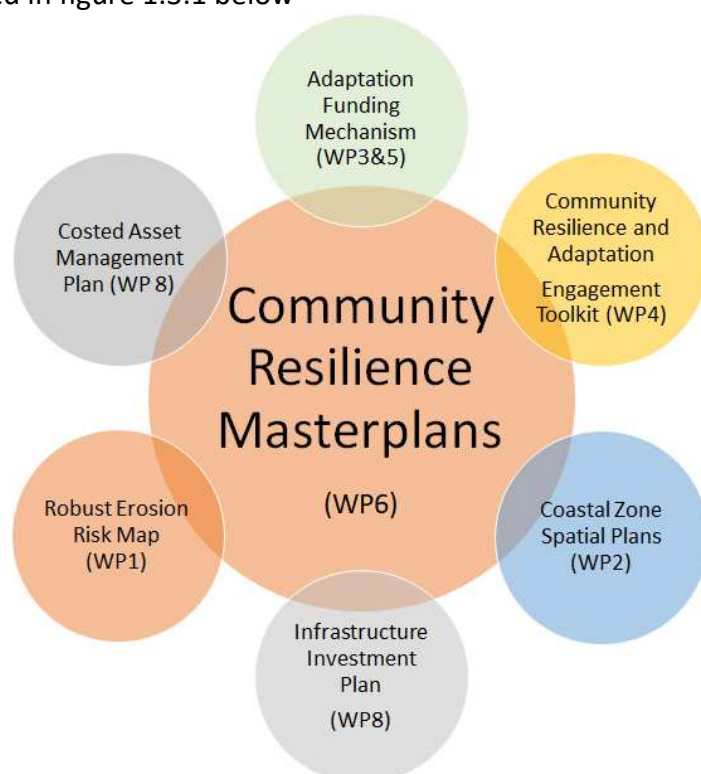 ed in figure 1.5.1 below
Adaptation
Funding
Mechanism
(WP3&5)
Community
Resilience and
Adaptation
Engagement
Toolkit (WP4)
Costed Asset
Management
Plan (WP 8)
Community
Resilience
Masterplans
(WP6)
Robust Erosion
Risk Map
(WP1)
Coastal Zone
Spatial Plans
(WP2)
Infrastructure
Investment
Plan
(WP8)